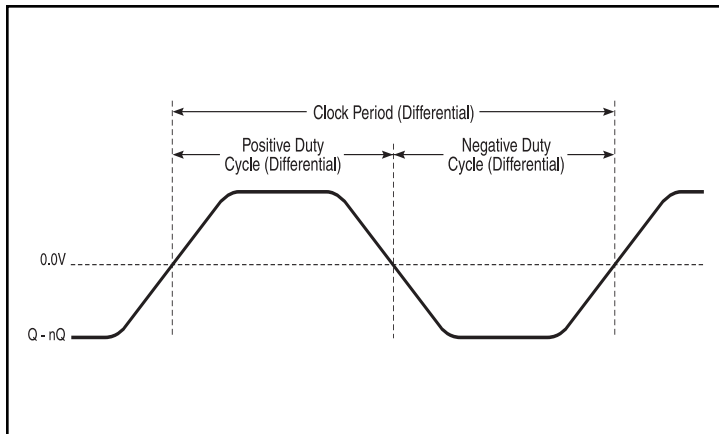 Clock Period (Differential)
Positive Duty
Cycle (Differential)
Negative Duty
Cycle (Differential)
0.0V
Q - nQ